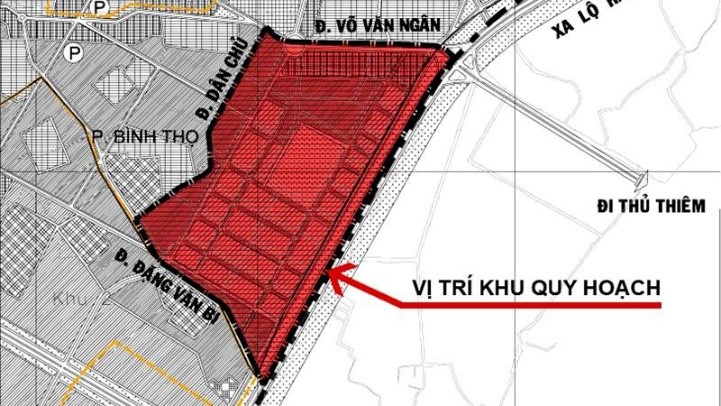 P
P
Đ. VÕ VĂN NGÂN
XA LỘ HÀ
Đ. DÂN CHỦ
P. BÌNH THỌ
ĐI THỦ THIÊM
Đ. ĐẶNG VĂN BI
Khu 2
VỊ TRÍ KHU QUY HOẠCH